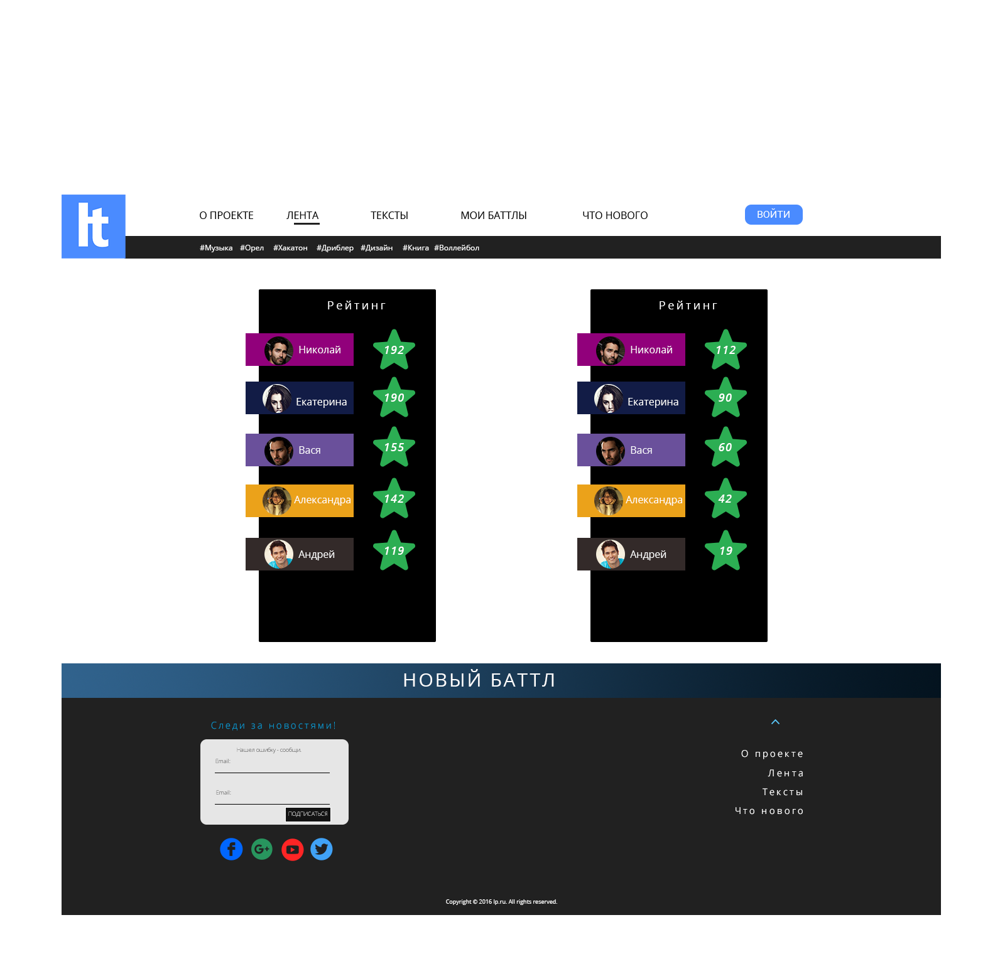 lt
О ПРОЕКТЕ ЛЕНТА ТЕКСТЫ МОИ БАТТЛЫ ЧТО НОВОГО ВОЙТИ
#Музыка #Орел #Хакатон #Дриблер #Дизайн #Книга #Воллейбол
Рейтинг
Николай 192
Екатерина 190
Вася 155
Александра 142
Андрей 119
Рейтинг
Николай 112
Екатерина 90
Вася 60
Александра 42
Андрей 19
НОВЫЙ БАТТЛ
Следи за новостями!
Нашел ошибку - сообщи.
Email:
Email:
ПОДПИСАТЬСЯ
О проекте
Лента
Тексты
Что нового
Copyright © 2016 lp.ru. All rights reserved.